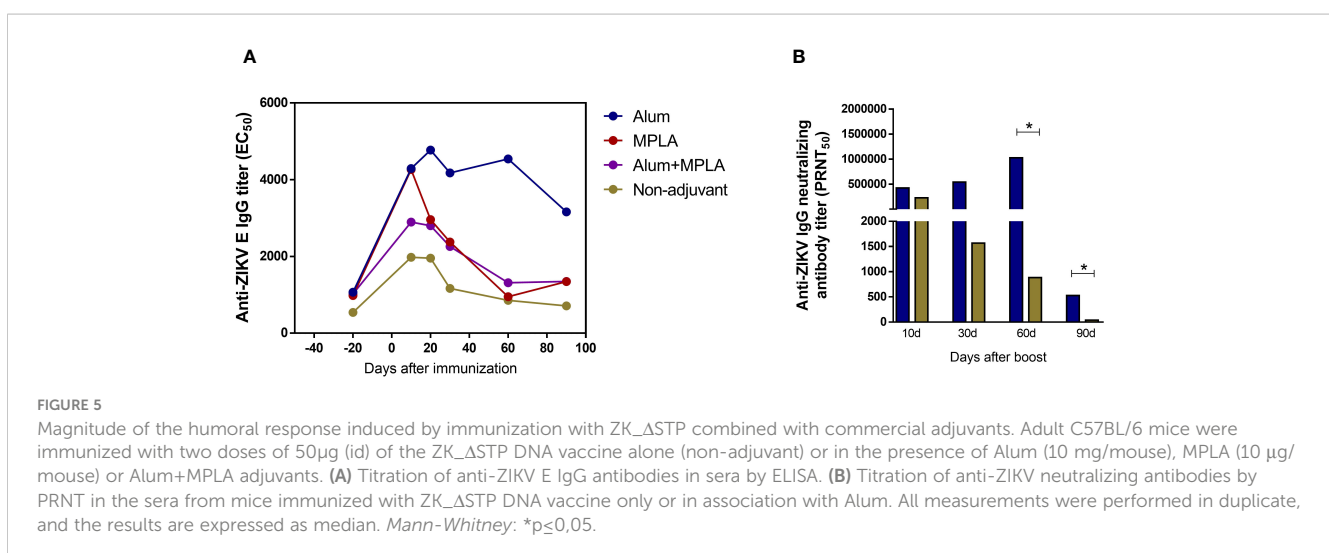 A
Anti-ZIKV E IgG titer (EC50)
6000
4000
2000
0
-40 -20 0 20 40 60 80 100
Days after immunization
Alum
MPLA
Alum+MPLA
Non-adjuvant
B
Anti-ZIKV IgG neutralizing
antibody titer (PRNT50)
2000000
1500000
1000000
500000
2000
1500
1000
500
0
*
*
10d 30d 60d 90d
Days after boost
FIGURE 5
Magnitude of the humoral response induced by immunization with ZK_ΔSTP combined with commercial adjuvants. Adult C57BL/6 mice were
immunized with two doses of 50μg (id) of the ZK_ΔSTP DNA vaccine alone (non-adjuvant) or in the presence of Alum (10 mg/mouse), MPLA (10 μg/
mouse) or Alum+MPLA adjuvants. (A) Titration of anti-ZIKV E IgG antibodies in sera by ELISA. (B) Titration of anti-ZIKV neutralizing antibodies by
PRNT in the sera from mice immunized with ZK_ΔSTP DNA vaccine only or in association with Alum. All measurements were performed in duplicate,
and the results are expressed as median. Mann-Whitney: *p≤0,05.